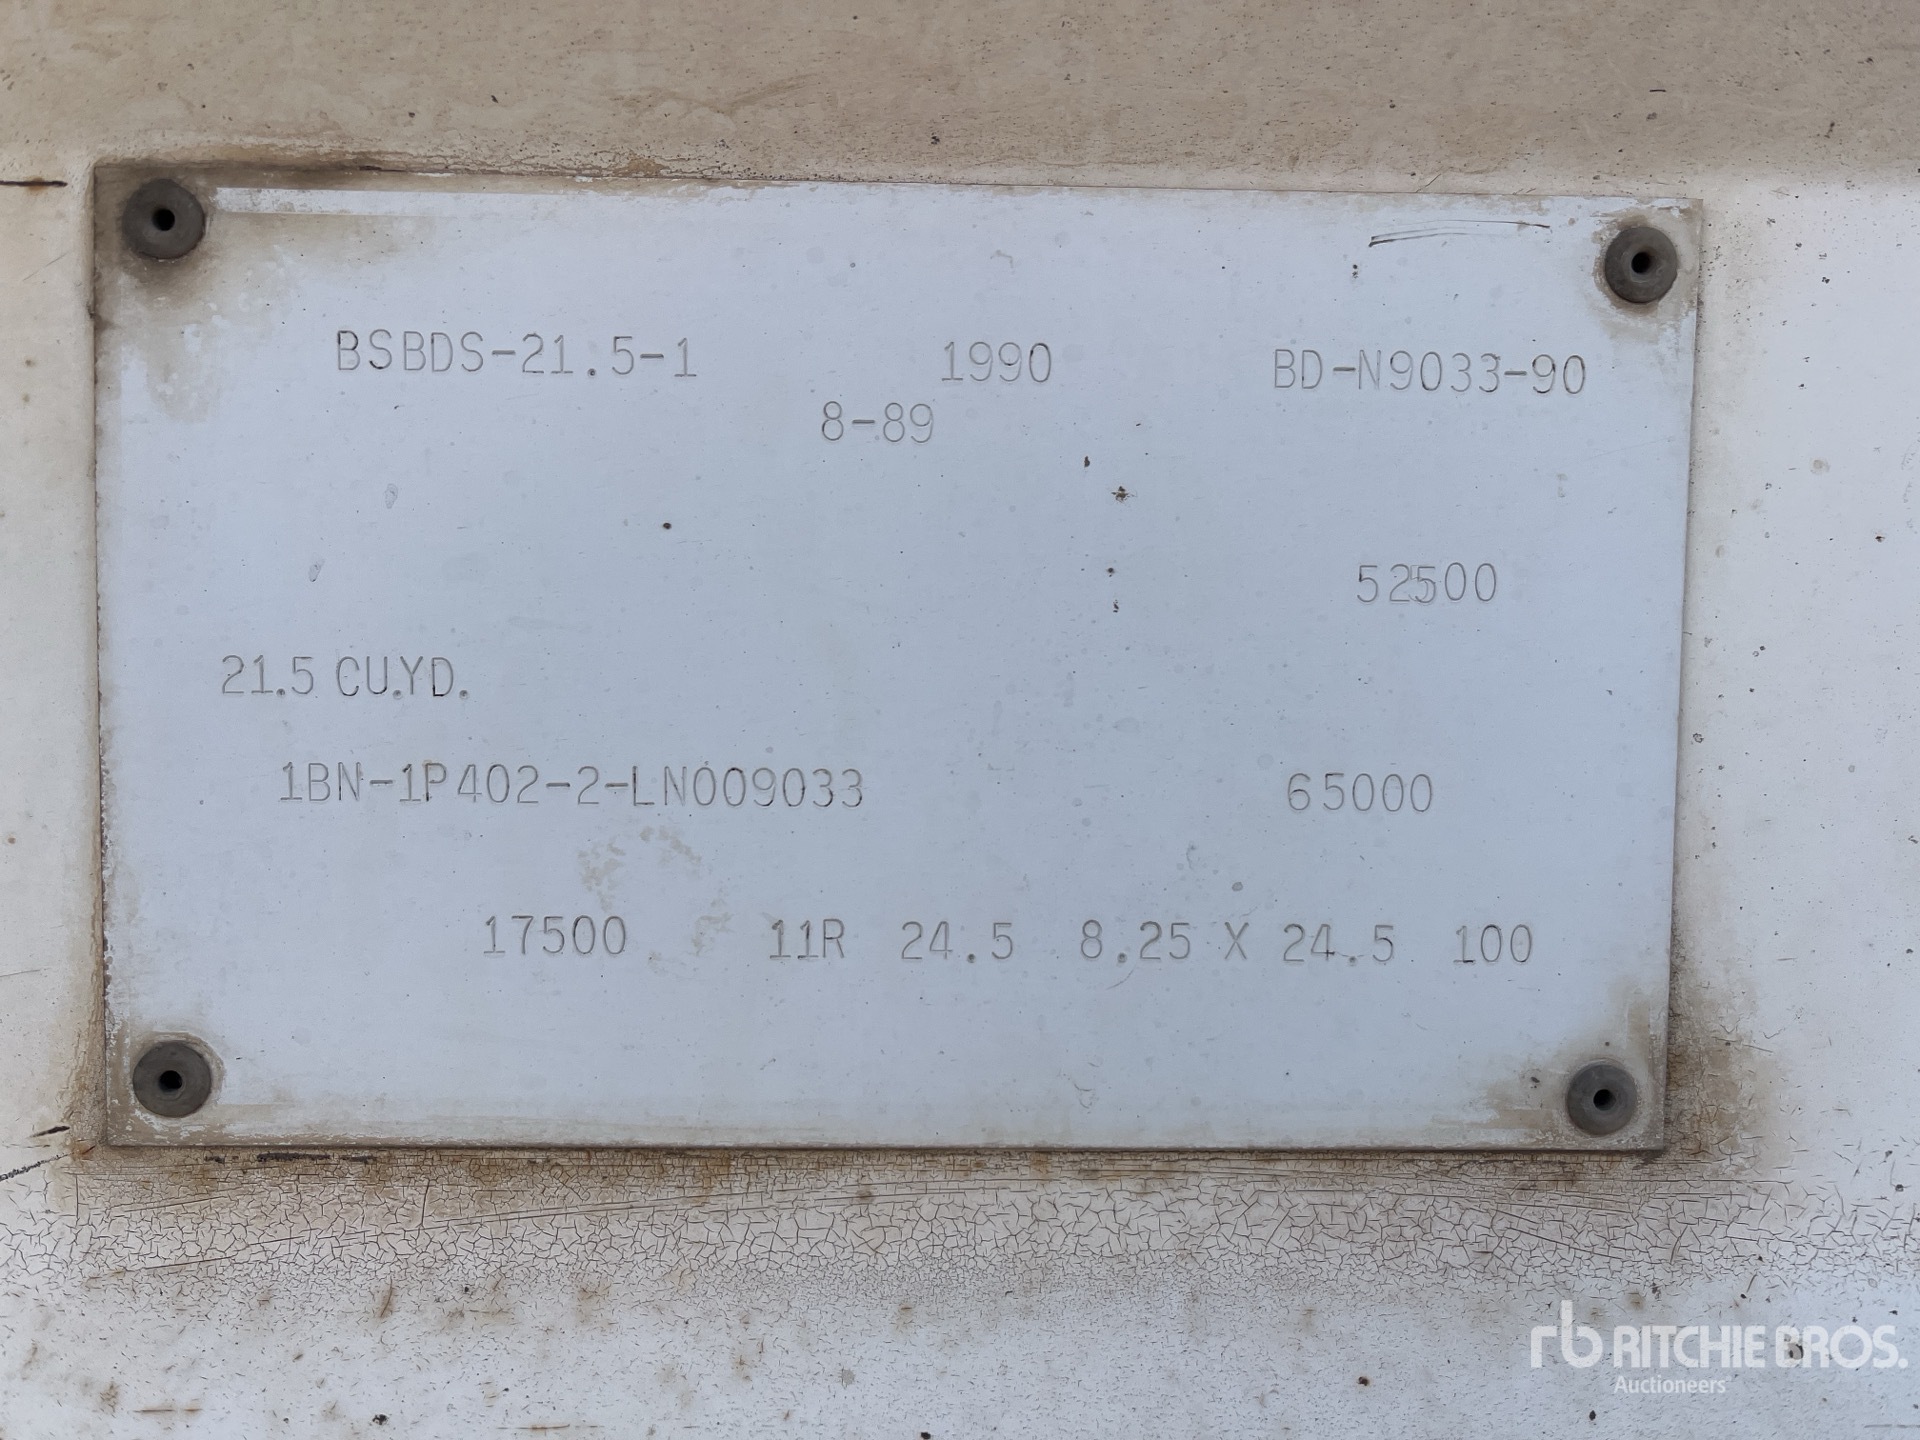 BSBDS-21.5-1 1990 BD-N9033-90
8-89
52500
21.5 CU.YD.
1BN-1P402-2-LN009033 65000
17500 11R 24.5 8.25 X 24.5 100
rb RITCHIE BROS.
Auctioneers